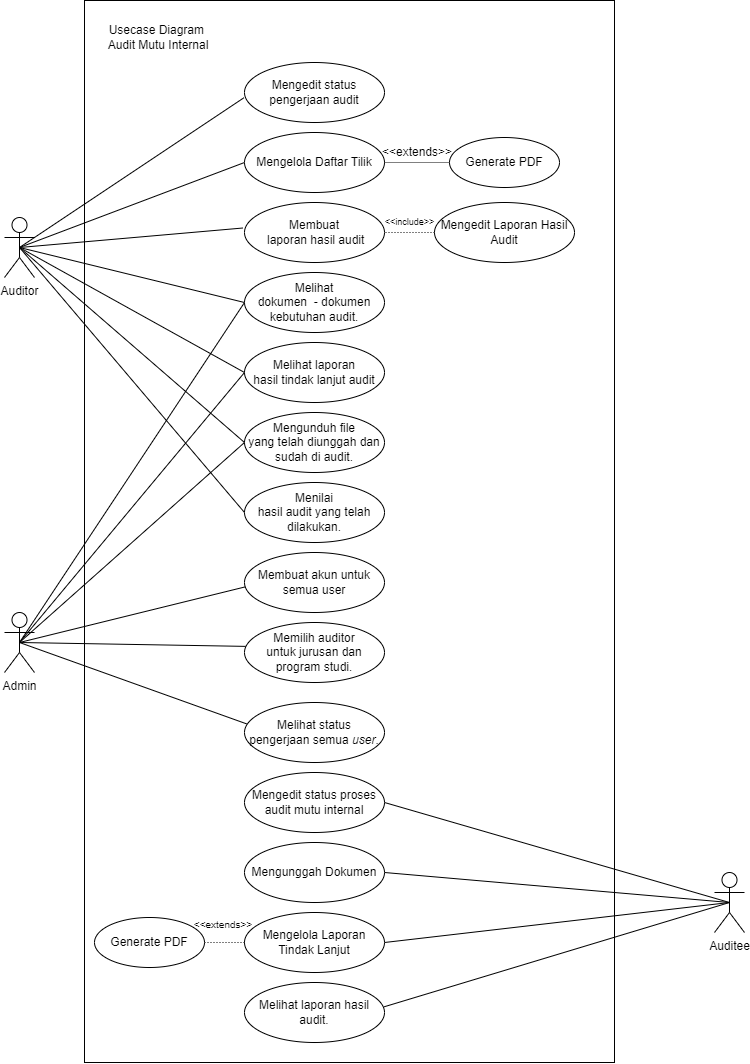 Usecase Diagram
Audit Mutu Internal
Mengedit status
pengerjaan audit
Mengelola Daftar Tilik
<<extends>>
Generate PDF
Membuat
laporan hasil audit
<<include>>
Mengedit Laporan Hasil
Audit
Auditor
Melihat
dokumen - dokumen
kebutuhan audit.
Melihat laporan
hasil tindak lanjut audit
Mengunduh file
yang telah diunggah dan
sudah di audit.
Menilai
hasil audit yang telah
dilakukan.
Membuat akun untuk
semua user
Memilih auditor
untuk jurusan dan
program studi.
Admin
Melihat status
pengerjaan semua user.
Mengedit status proses
audit mutu internal
Mengunggah Dokumen
Generate PDF
<<extends>>
Mengelola Laporan
Tindak Lanjut
Auditee
Melihat laporan hasil
audit.